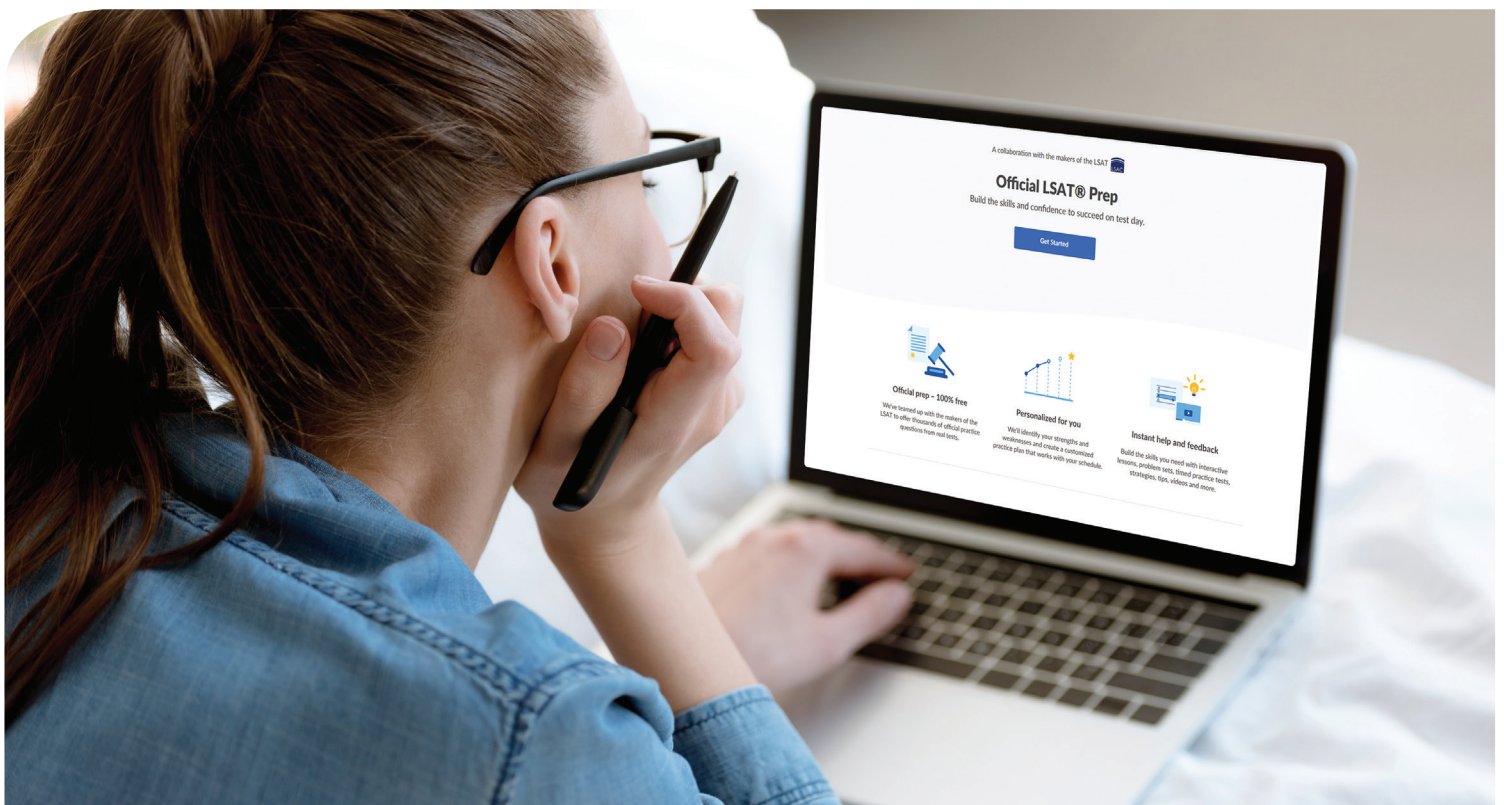 A collaboration with the makers of the LSAT
LSAC
Official LSAT® Prep
Build the skills and confidence to succeed on test day.
Get Started
Official prep – 100% free
We've teamed up with the makers of the
LSAT to offer thousands of official practice
questions from real tests.
Personalized for you
We'll identify your strengths and
weaknesses and create a customized
practice plan that works with your schedule.
Instant help and feedback
Build the skills you need with interactive
lessons, problem sets, timed practice tests,
strategies, tips, videos and more.